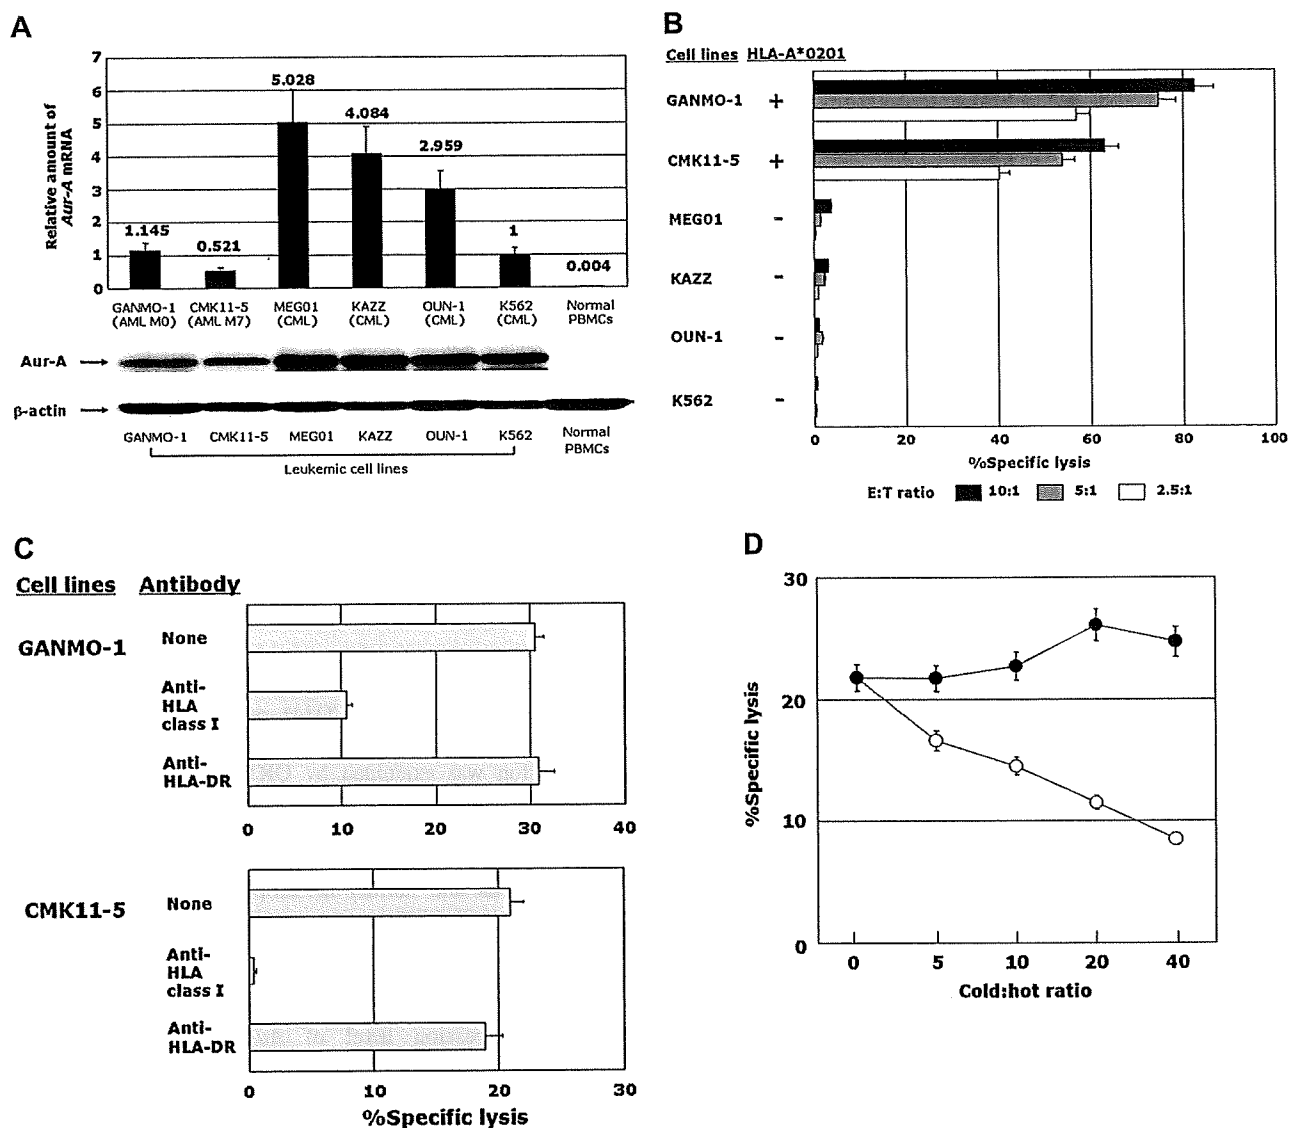 A
Relative amount of
Aur-A mRNA
7
6
5
4
3
2
1
0
1.145
0.521
5.028
4.084
2.959
1
0.004
GANMO-1 CMK11-5 MEG01 KAZZ OUN-1 K562 Normal
(AML M0) (AML M7) (CML) (CML) (CML) (CML) PBMCs
Aur-A
β-actin
GANMO-1 CMK11-5 MEG01 KAZZ OUN-1 K562 Normal
PBMCs
Leukemic cell lines
B
Cell lines HLA-A*0201
GANMO-1 +
CMK11-5 +
MEG01 -
KAZZ -
OUN-1 -
K562 -
0 20 40 60 80 100
%Specific lysis
E:T ratio 10:1 5:1 2.5:1
C
Cell lines Antibody
GANMO-1
None
Anti-
HLA
class I
Anti-
HLA-DR
0 10 20 30 40
CMK11-5
None
Anti-
HLA
class I
Anti-
HLA-DR
0 10 20 30
%Specific lysis
D
%Specific lysis
30
20
10
0
0 5 10 20 40
Cold:hot ratio